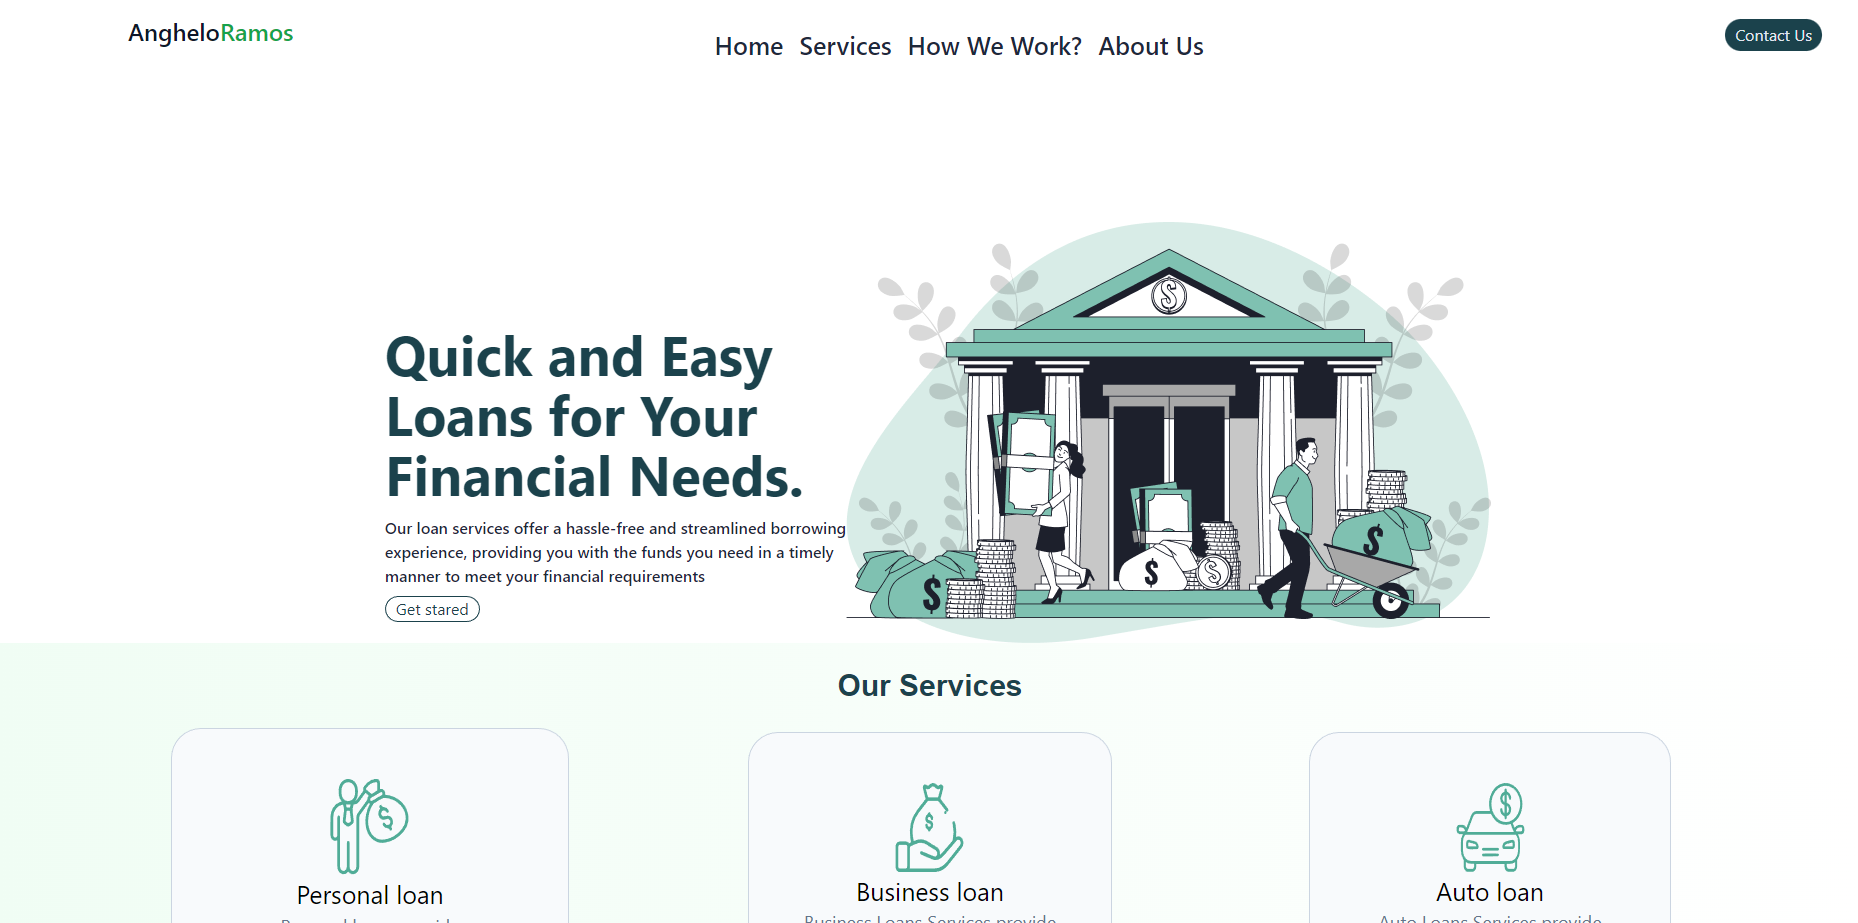 AngheloRamos
Home Services How We Work? About Us
Contact Us
Quick and Easy
Loans for Your
Financial Needs.
Our loan services offer a hassle-free and streamlined borrowing
experience, providing you with the funds you need in a timely
manner to meet your financial requirements
Get stared
Our Services
Personal loan
Business loan
Business Loans Services provide
Auto loan
Auto Loans Services provide